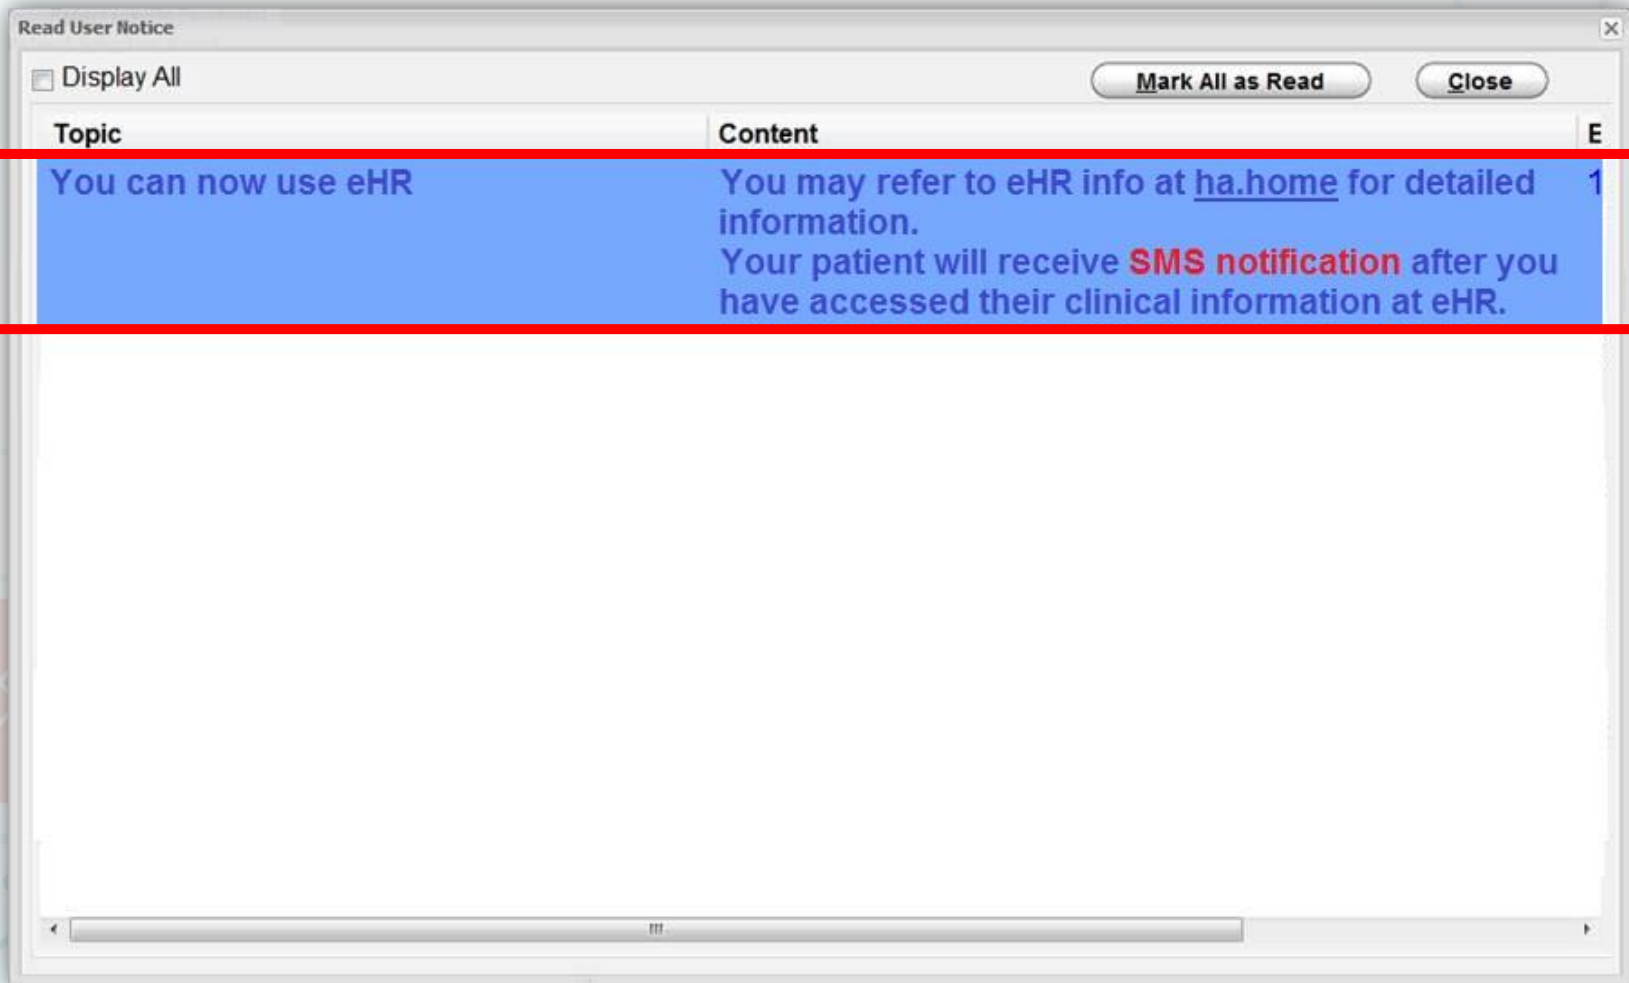 Read User Notice
Display All
Mark All as Read
Close
Topic
Content
E
You can now use eHR
You may refer to eHR info at ha.home for detailed
1
information.
Your patient will receive SMS notification after you
have accessed their clinical information at eHR.